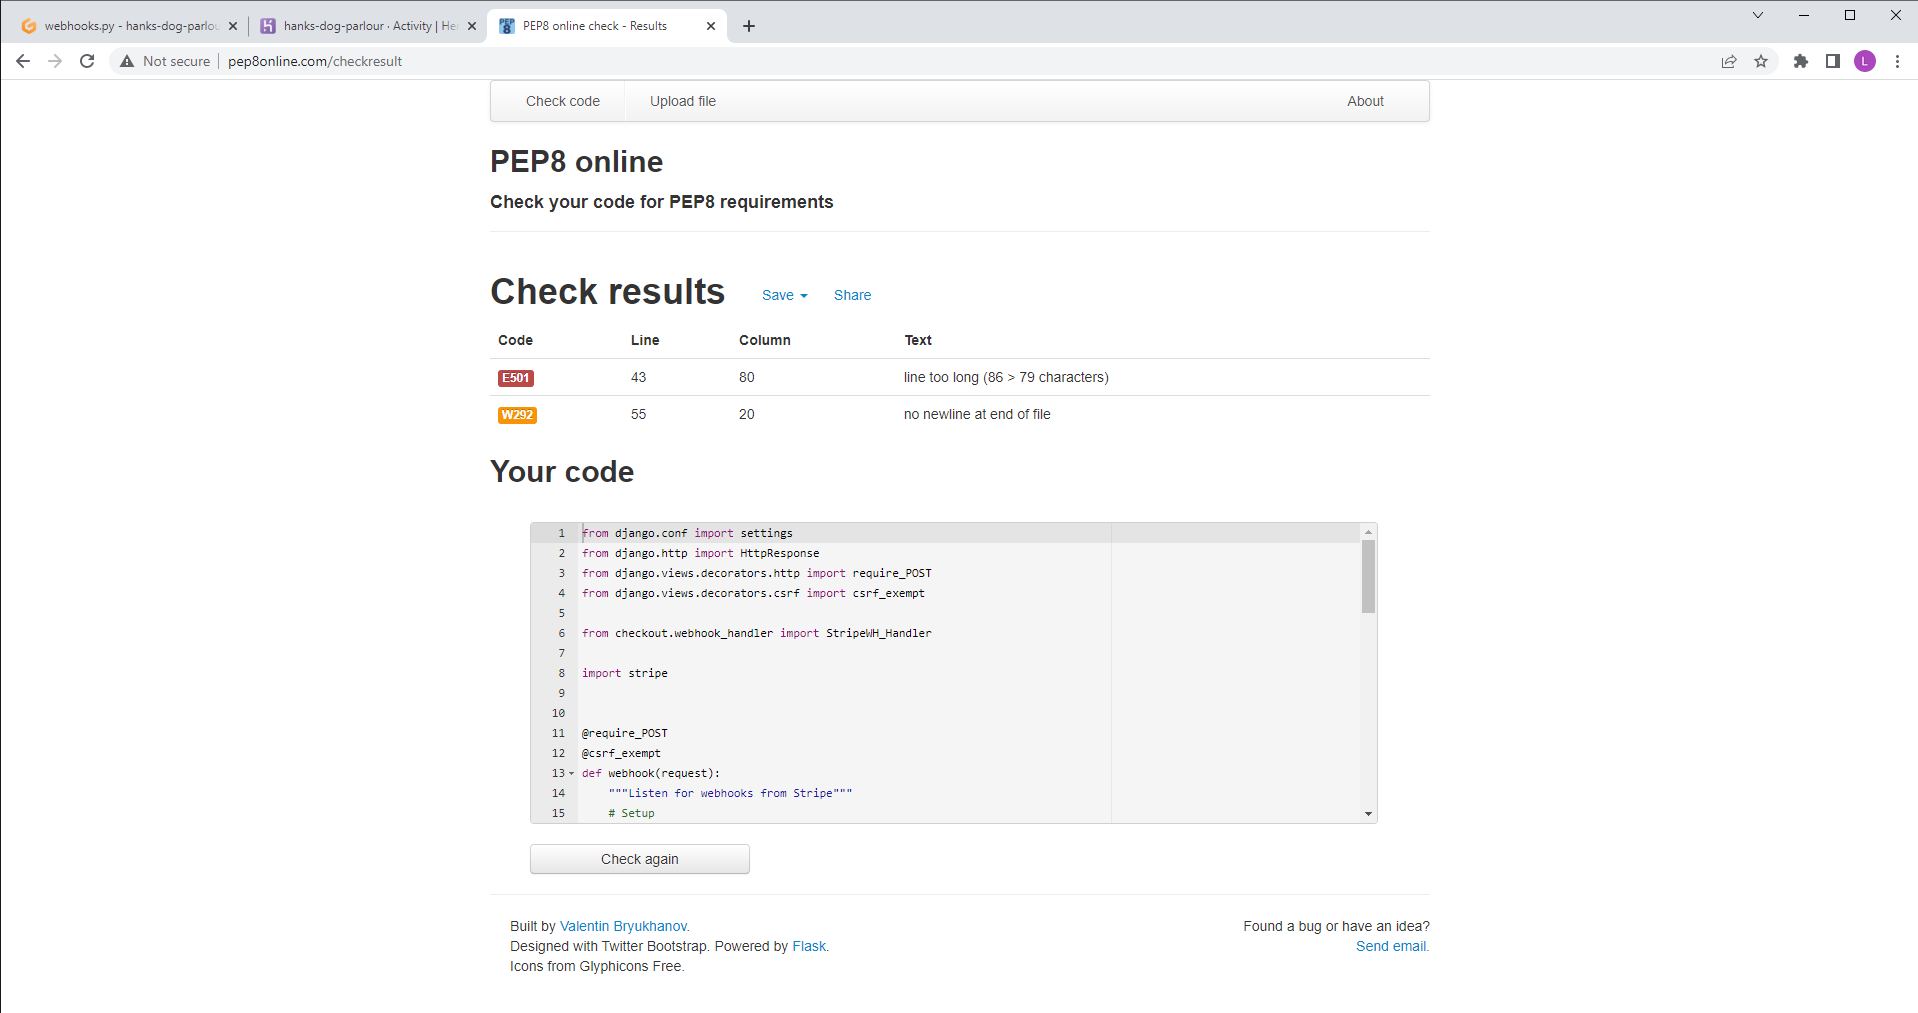 webhooks.py - hanks-dog-parlou
hanks-dog-parlour · Activity | He
PEP8 online check - Results
Not secure
pep8online.com/checkresult
L
Check code
Upload file
About
PEP8 online
Check your code for PEP8 requirements
Check results
Save
Share
Code Line Column Text
E501 43 80 line too long (86 > 79 characters)
W292 55 20 no newline at end of file
Your code
1 from django.conf import settings
2 from django.http import HttpResponse
3 from django.views.decorators.http import require_POST
4 from django.views.decorators.csrf import csrf_exempt
5
6 from checkout.webhook_handler import StripeWH_Handler
7
8 import stripe
9
10
11 @require_POST
12 @csrf_exempt
13 def webhook(request):
14 """Listen for webhooks from Stripe"""
15 # Setup
Check again
Built by Valentin Bryukhanov.
Designed with Twitter Bootstrap. Powered by Flask.
Icons from Glyphicons Free.
Found a bug or have an idea?
Send email.